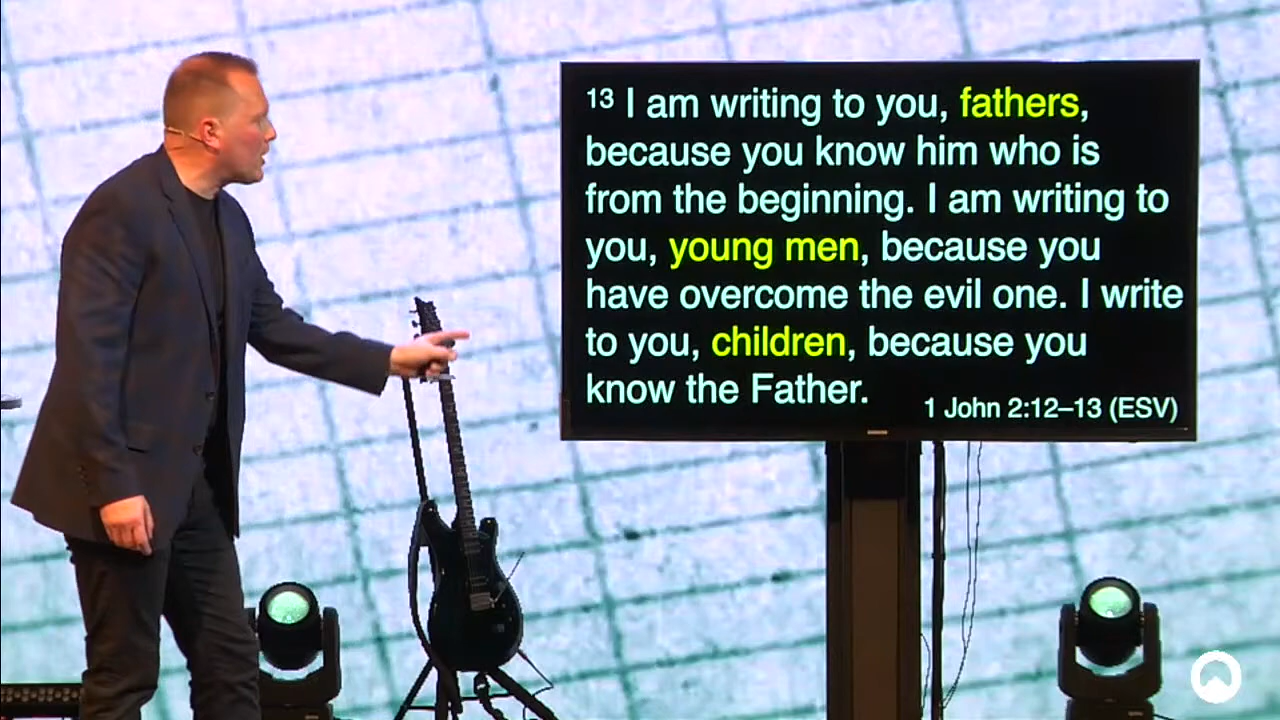 13 I am writing to you, fathers,
because you know him who is
from the beginning. I am writing to
you, young men, because you
have overcome the evil one. I write
to you, children, because you
know the Father.
1 John 2:12–13 (ESV)